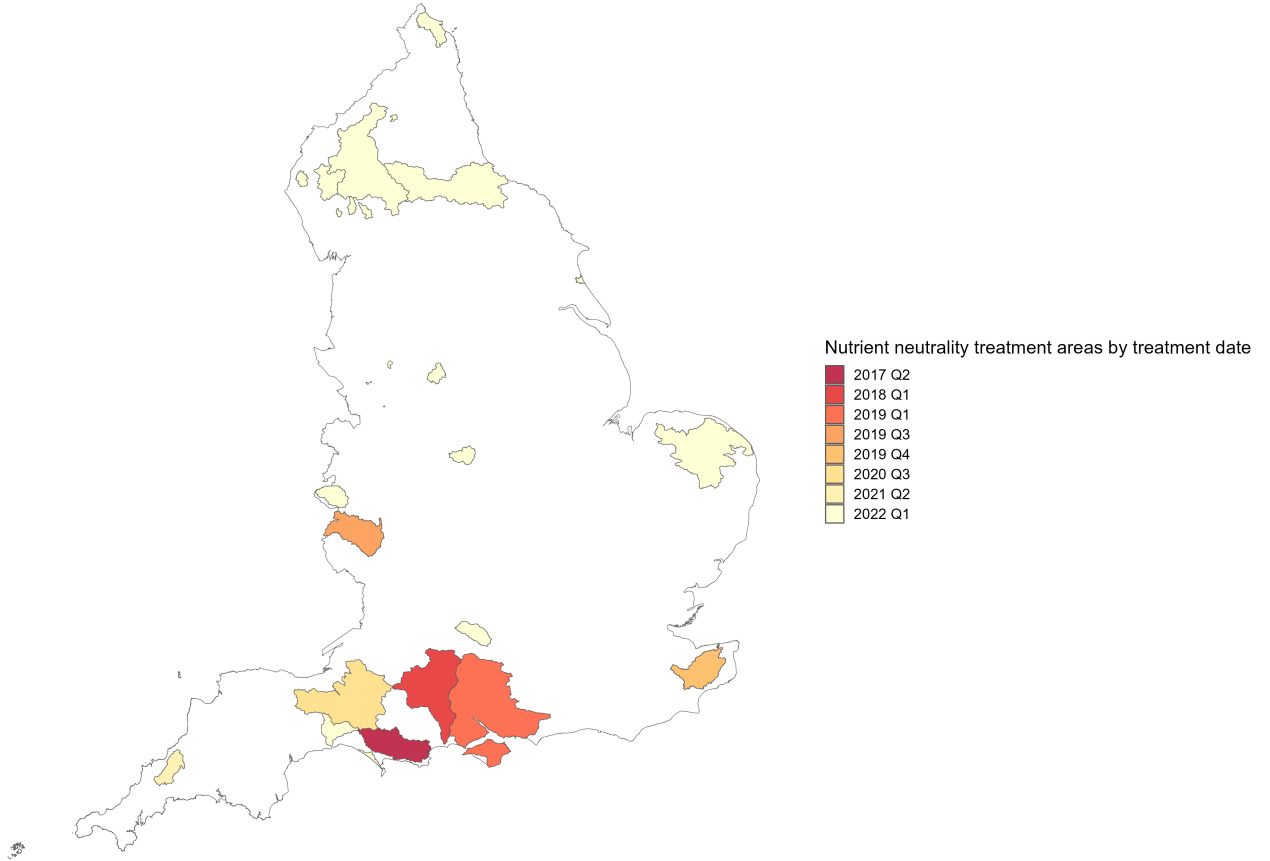 Nutrient neutrality treatment areas by treatment date
2017 Q2
2018 Q1
2019 Q1
2019 Q3
2019 Q4
2020 Q3
2021 Q2
2022 Q1